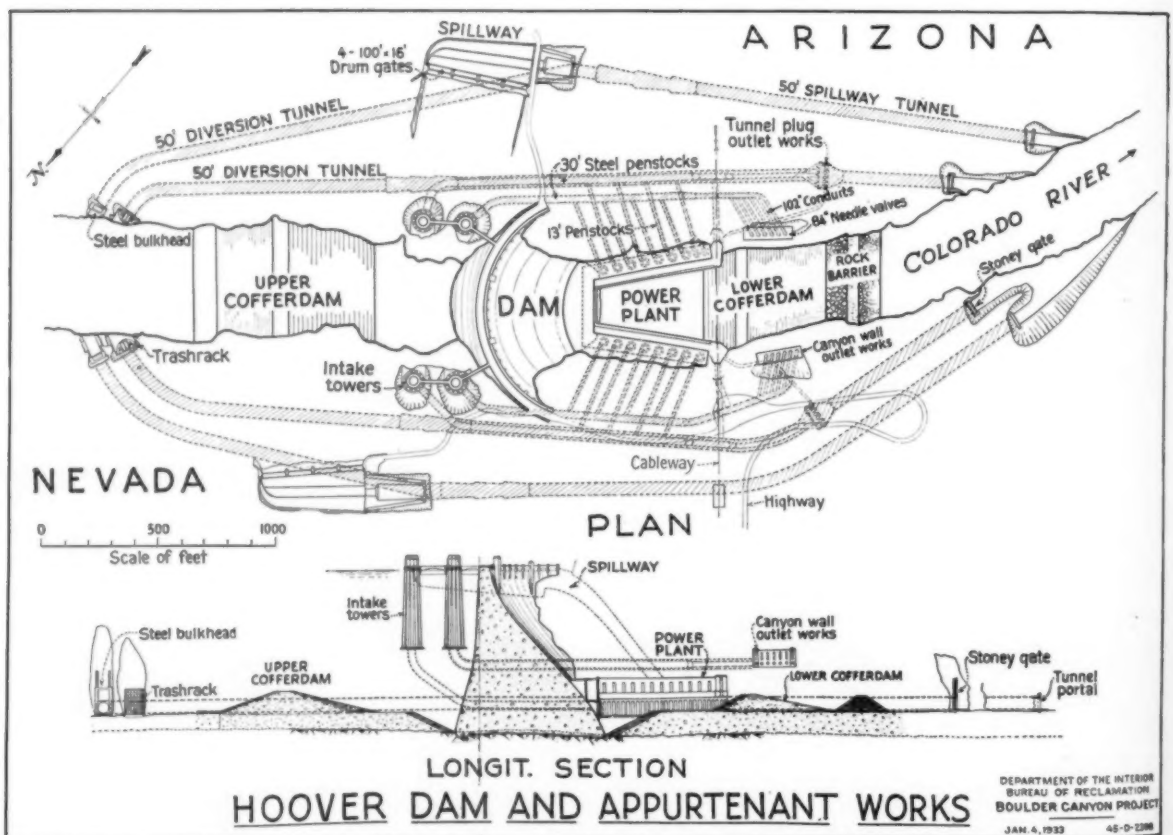 ARIZONA
SPILLWAY
4-100'x16'
Drum gates
N
50' DIVERSION TUNNEL
50' SPILLWAY TUNNEL
Tunnel plug
outlet works
50' DIVERSION TUNNEL
30' Steel penstocks
102" Conduits
84" Needle valves
13' Penstocks
Steel bulkhead
COLORADO RIVER
Stoney gate
UPPER
COFFERDAM
DAM
POWER
PLANT
LOWER
COFFERDAM
ROCK
BARRIER
Trashrack
Canyon wall
outlet works
Intake
towers
Cableway
Highway
NEVADA
PLAN
0 500 1000
Scale of feet
SPILLWAY
Intake
towers
Canyon wall
outlet works
Steel bulkhead
POWER
PLANT
UPPER
COFFERDAM
LOWER COFFERDAM
Stoney gate
Trashrack
Tunnel
portal
LONGIT. SECTION
HOOVER DAM AND APPURTENANT WORKS
DEPARTMENT OF THE INTERIOR
BUREAU OF RECLAMATION
BOULDER CANYON PROJECT
JAN. 4, 1933 45-D-2398